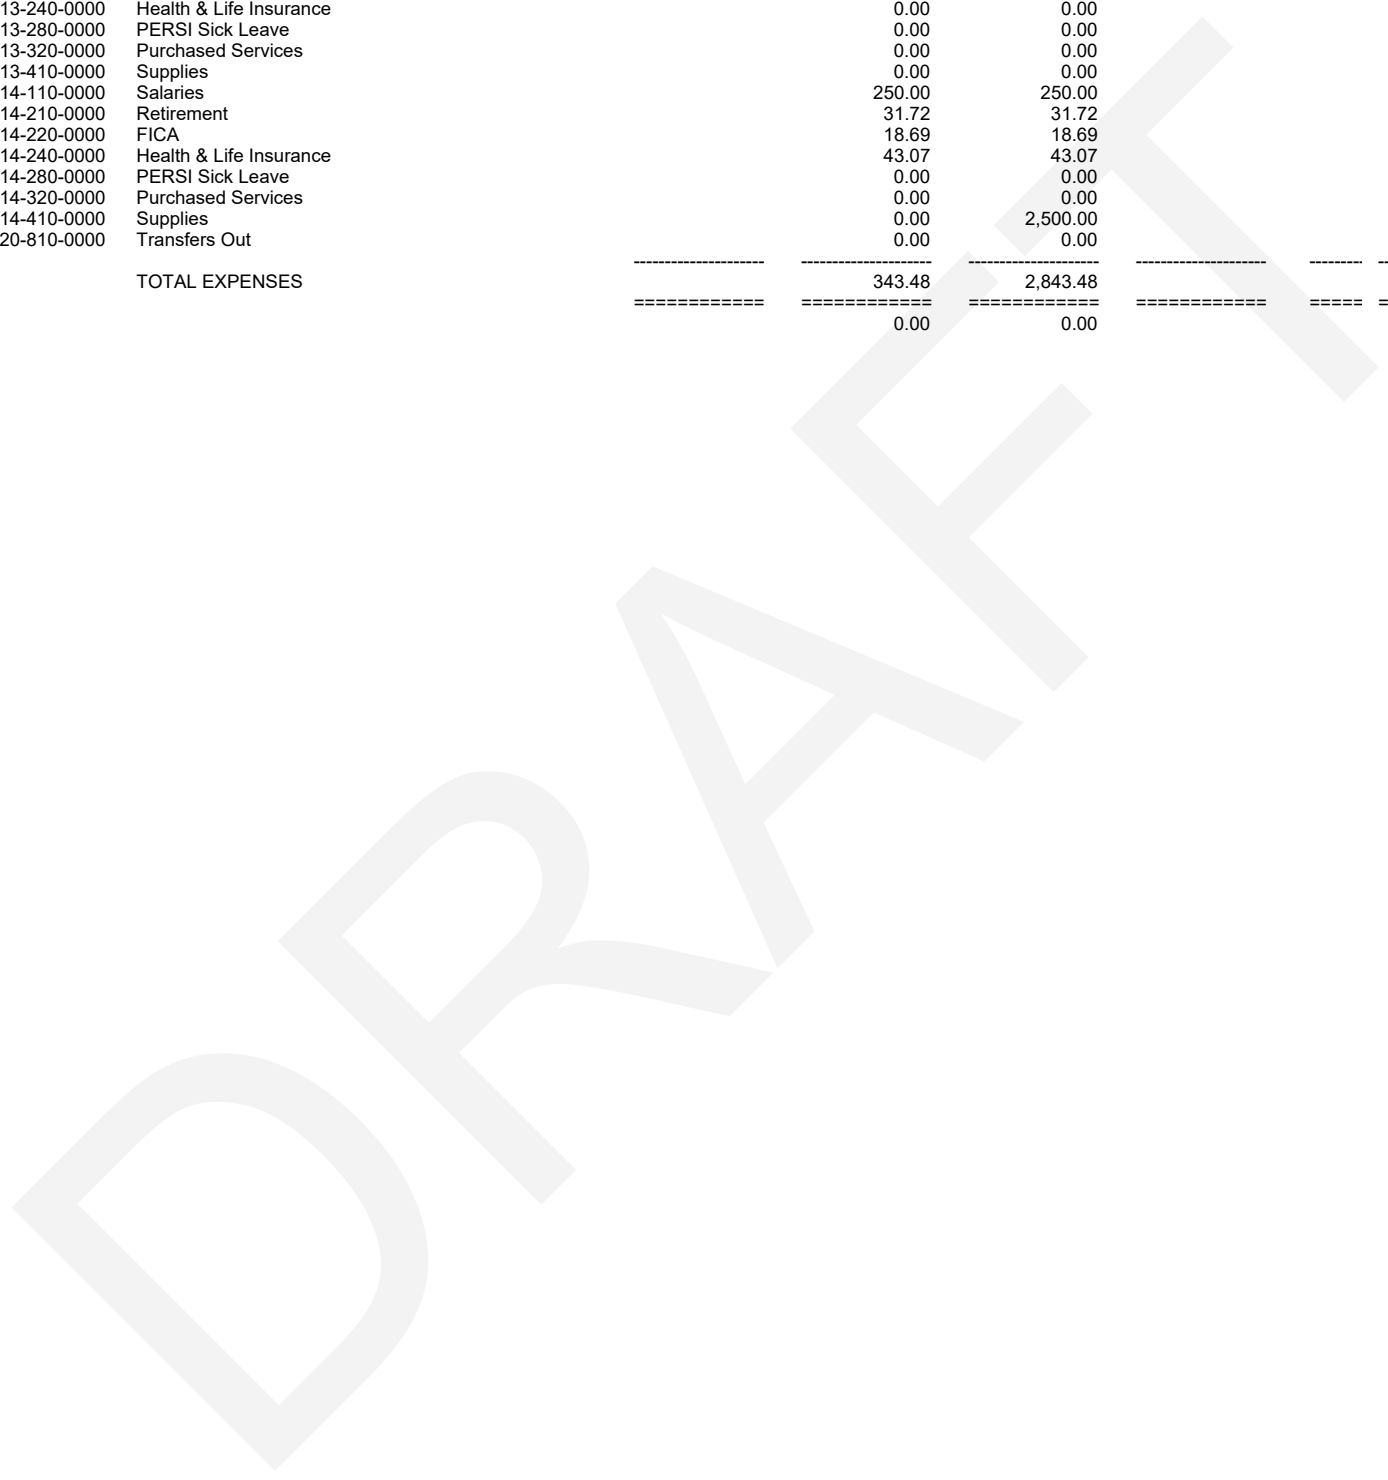 13-240-0000 Health & Life Insurance 0.00 0.00
13-280-0000 PERSI Sick Leave 0.00 0.00
13-320-0000 Purchased Services 0.00 0.00
13-410-0000 Supplies 0.00 0.00
14-110-0000 Salaries 250.00 250.00
14-210-0000 Retirement 31.72 31.72
14-220-0000 FICA 18.69 18.69
14-240-0000 Health & Life Insurance 43.07 43.07
14-280-0000 PERSI Sick Leave 0.00 0.00
14-320-0000 Purchased Services 0.00 0.00
14-410-0000 Supplies 0.00 2,500.00
20-810-0000 Transfers Out 0.00 0.00
--------------------- --------------------- --------------------- --------------------- -------- --
TOTAL EXPENSES 343.48 2,843.48
============ ============ ============ ============ ===== =
0.00 0.00
DRAFT